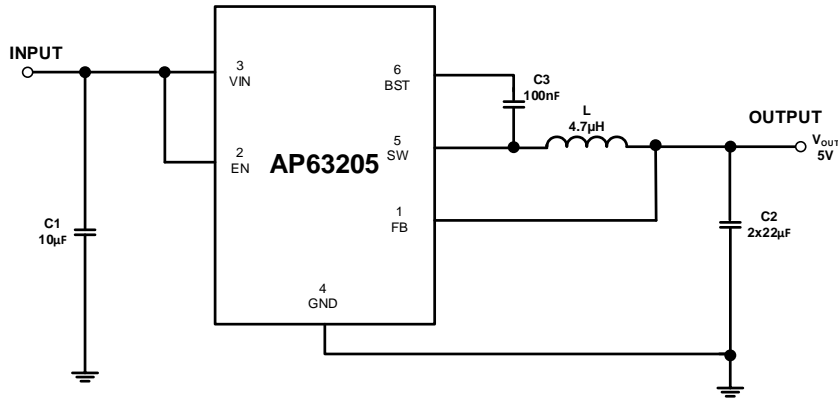 INPUT
3
VIN
2
EN
AP63205
6
BST
5
SW
1
FB
4
GND
C1
10µF
C3
100nF
L
4.7µH
OUTPUT
VOUT
5V
C2
2x22µF